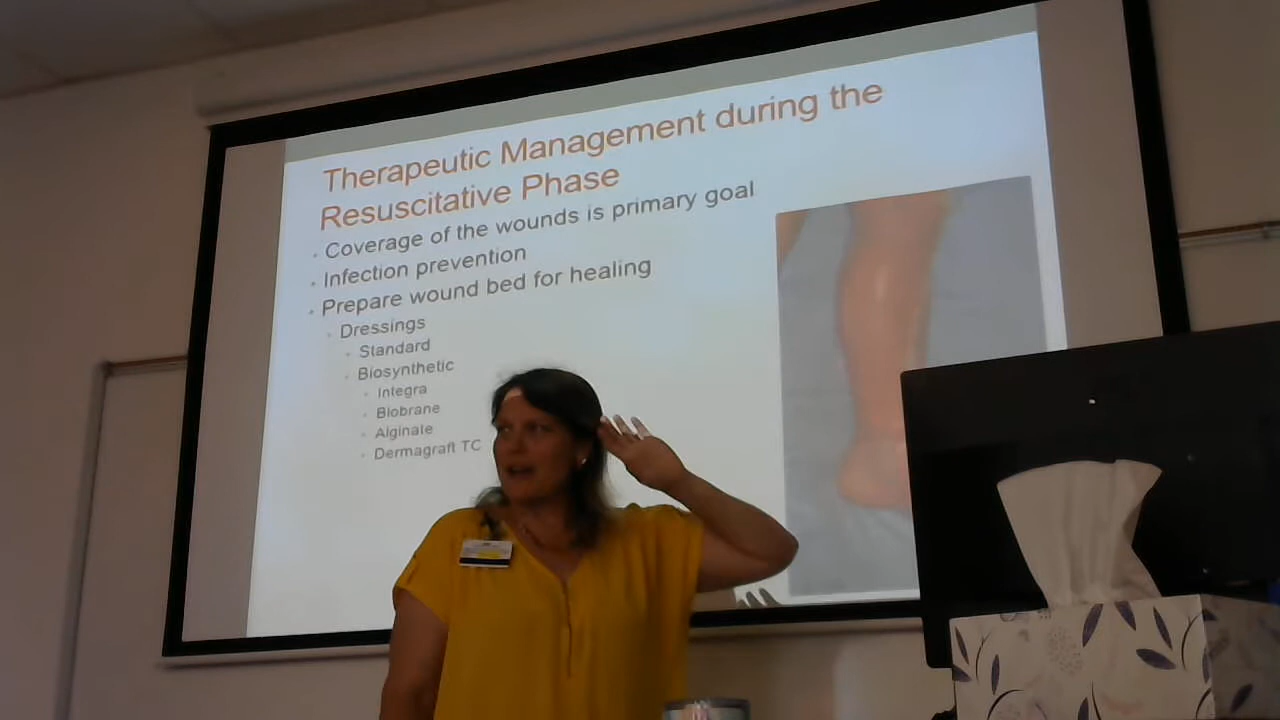 Therapeutic Management during the
Resuscitative Phase
Coverage of the wounds is primary goal
Infection prevention
Prepare wound bed for healing
Dressings
Standard
Biosynthetic
Integra
Biobrane
Alginate
Dermagraft TC